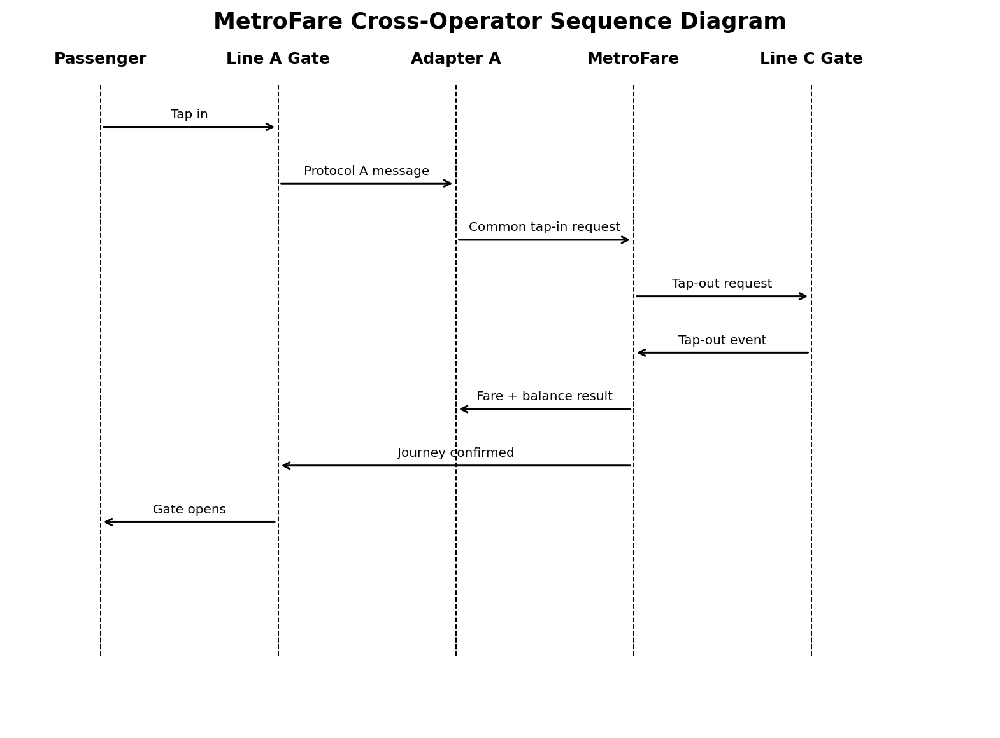 MetroFare Cross-Operator Sequence Diagram
Passenger
Line A Gate
Adapter A
MetroFare
Line C Gate
Tap in
Protocol A message
Common tap-in request
Tap-out request
Tap-out event
Fare + balance result
Journey confirmed
Gate opens